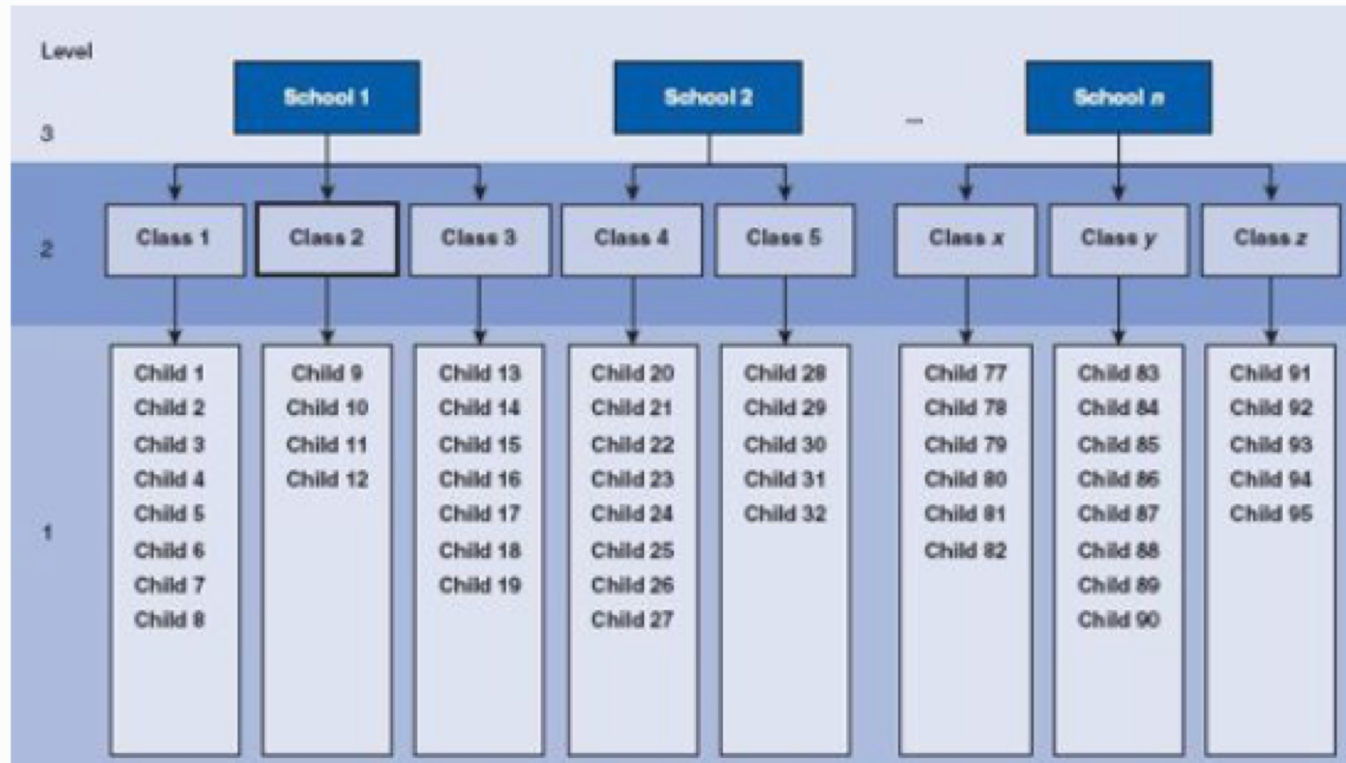 Level
School 1
School 2
...
School n
3
2
Class 1
Class 2
Class 3
Class 4
Class 5
Class x
Class y
Class z
1
Child 1
Child 2
Child 3
Child 4
Child 5
Child 6
Child 7
Child 8
Child 9
Child 10
Child 11
Child 12
Child 13
Child 14
Child 15
Child 16
Child 17
Child 18
Child 19
Child 20
Child 21
Child 22
Child 23
Child 24
Child 25
Child 26
Child 27
Child 28
Child 29
Child 30
Child 31
Child 32
Child 77
Child 78
Child 79
Child 80
Child 81
Child 82
Child 83
Child 84
Child 85
Child 86
Child 87
Child 88
Child 89
Child 90
Child 91
Child 92
Child 93
Child 94
Child 95